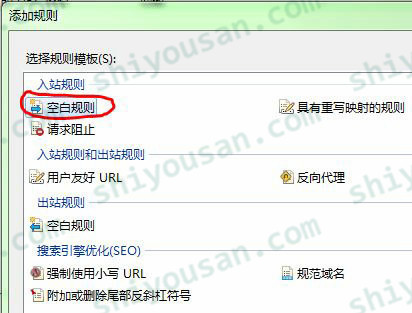 添加规则
选择规则模板(S):
入站规则
空白规则 具有重写映射的规则
请求阻止
入站规则和出站规则
用户友好 URL 反向代理
出站规则
空白规则
搜索引擎优化(SEO)
强制使用小写 URL 规范域名
附加或删除尾部反斜杠符号
shiyousan.com
shiyousan.com
shiyousan.com
shiyousan.com